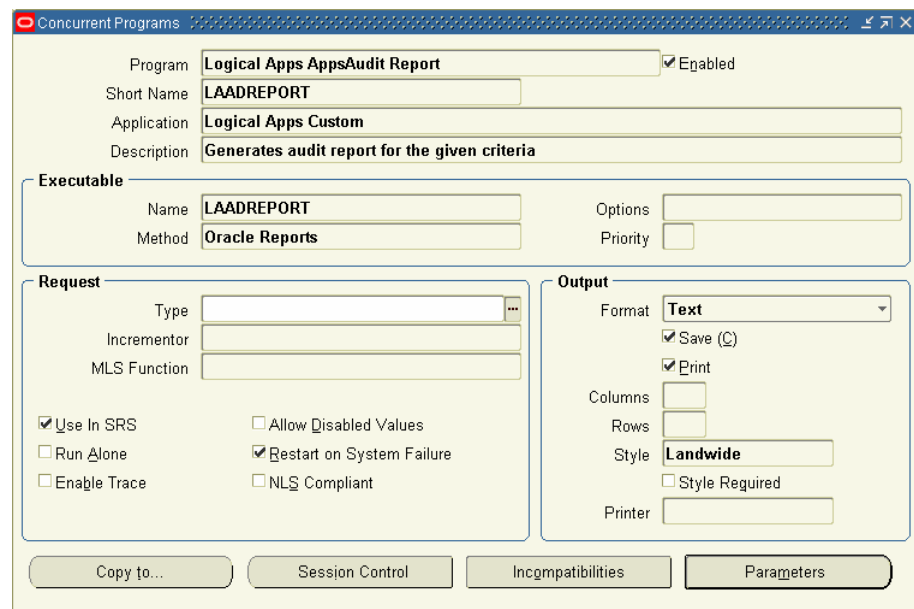 Concurrent Programs
Program Logical Apps AppsAudit Report Enabled
Short Name LAADREPORT
Application Logical Apps Custom
Description Generates audit report for the given criteria
Executable
Name LAADREPORT Options
Method Oracle Reports Priority
Request Output
Type ... Format Text
Incrementor Save (C)
MLS Function Print
Columns
Use In SRS Allow Disabled Values Rows
Run Alone Restart on System Failure Style Landwide
Enable Trace NLS Compliant Style Required
Printer
Copy to... Session Control Incompatibilities Parameters